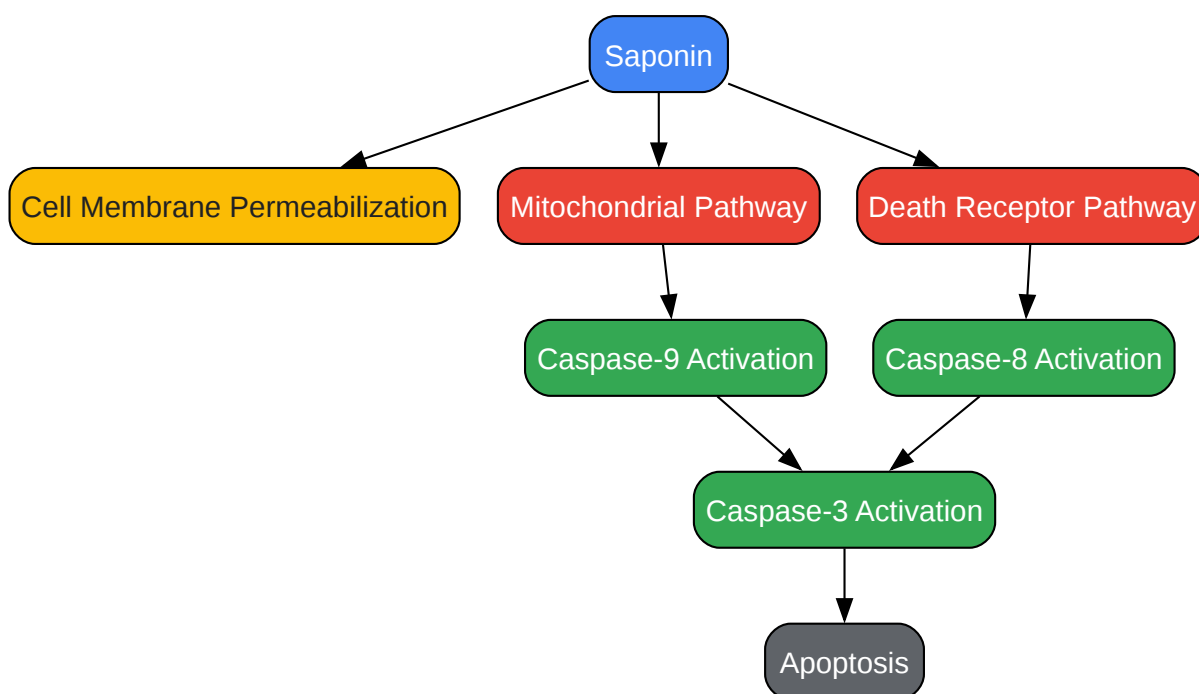 Saponin
Cell Membrane Permeabilization
Mitochondrial Pathway
Death Receptor Pathway
Caspase-9 Activation
Caspase-8 Activation
Caspase-3 Activation
Apoptosis